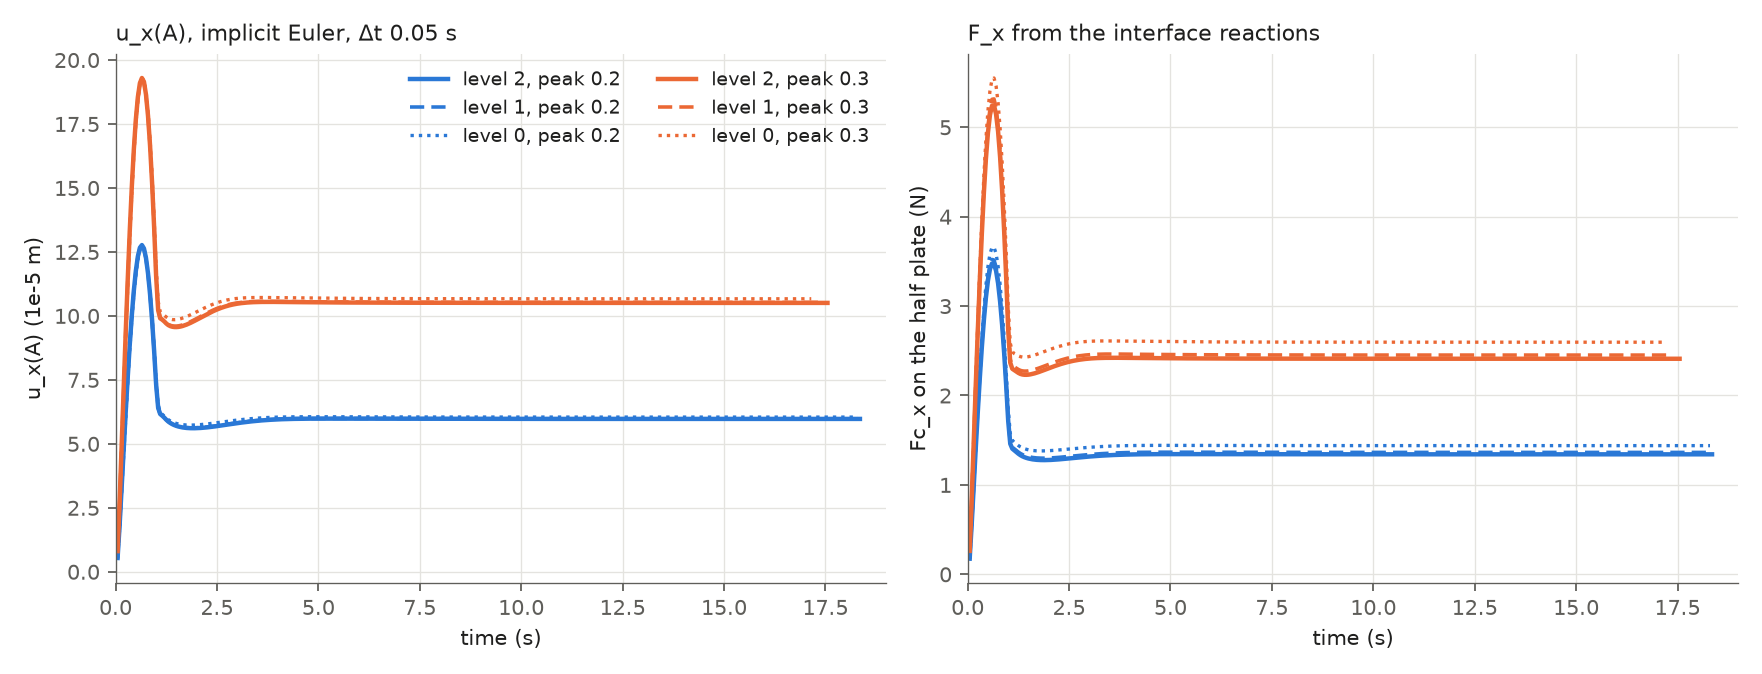 u_x(A), implicit Euler, Δt 0.05 s
u_x(A) (1e-5 m)
20.0
17.5
15.0
12.5
10.0
7.5
5.0
2.5
0.0
level 2, peak 0.2
level 1, peak 0.2
level 0, peak 0.2
level 2, peak 0.3
level 1, peak 0.3
level 0, peak 0.3
0.0 2.5 5.0 7.5 10.0 12.5 15.0 17.5
time (s)
F_x from the interface reactions
Fc_x on the half plate (N)
5
4
3
2
1
0
0.0 2.5 5.0 7.5 10.0 12.5 15.0 17.5
time (s)